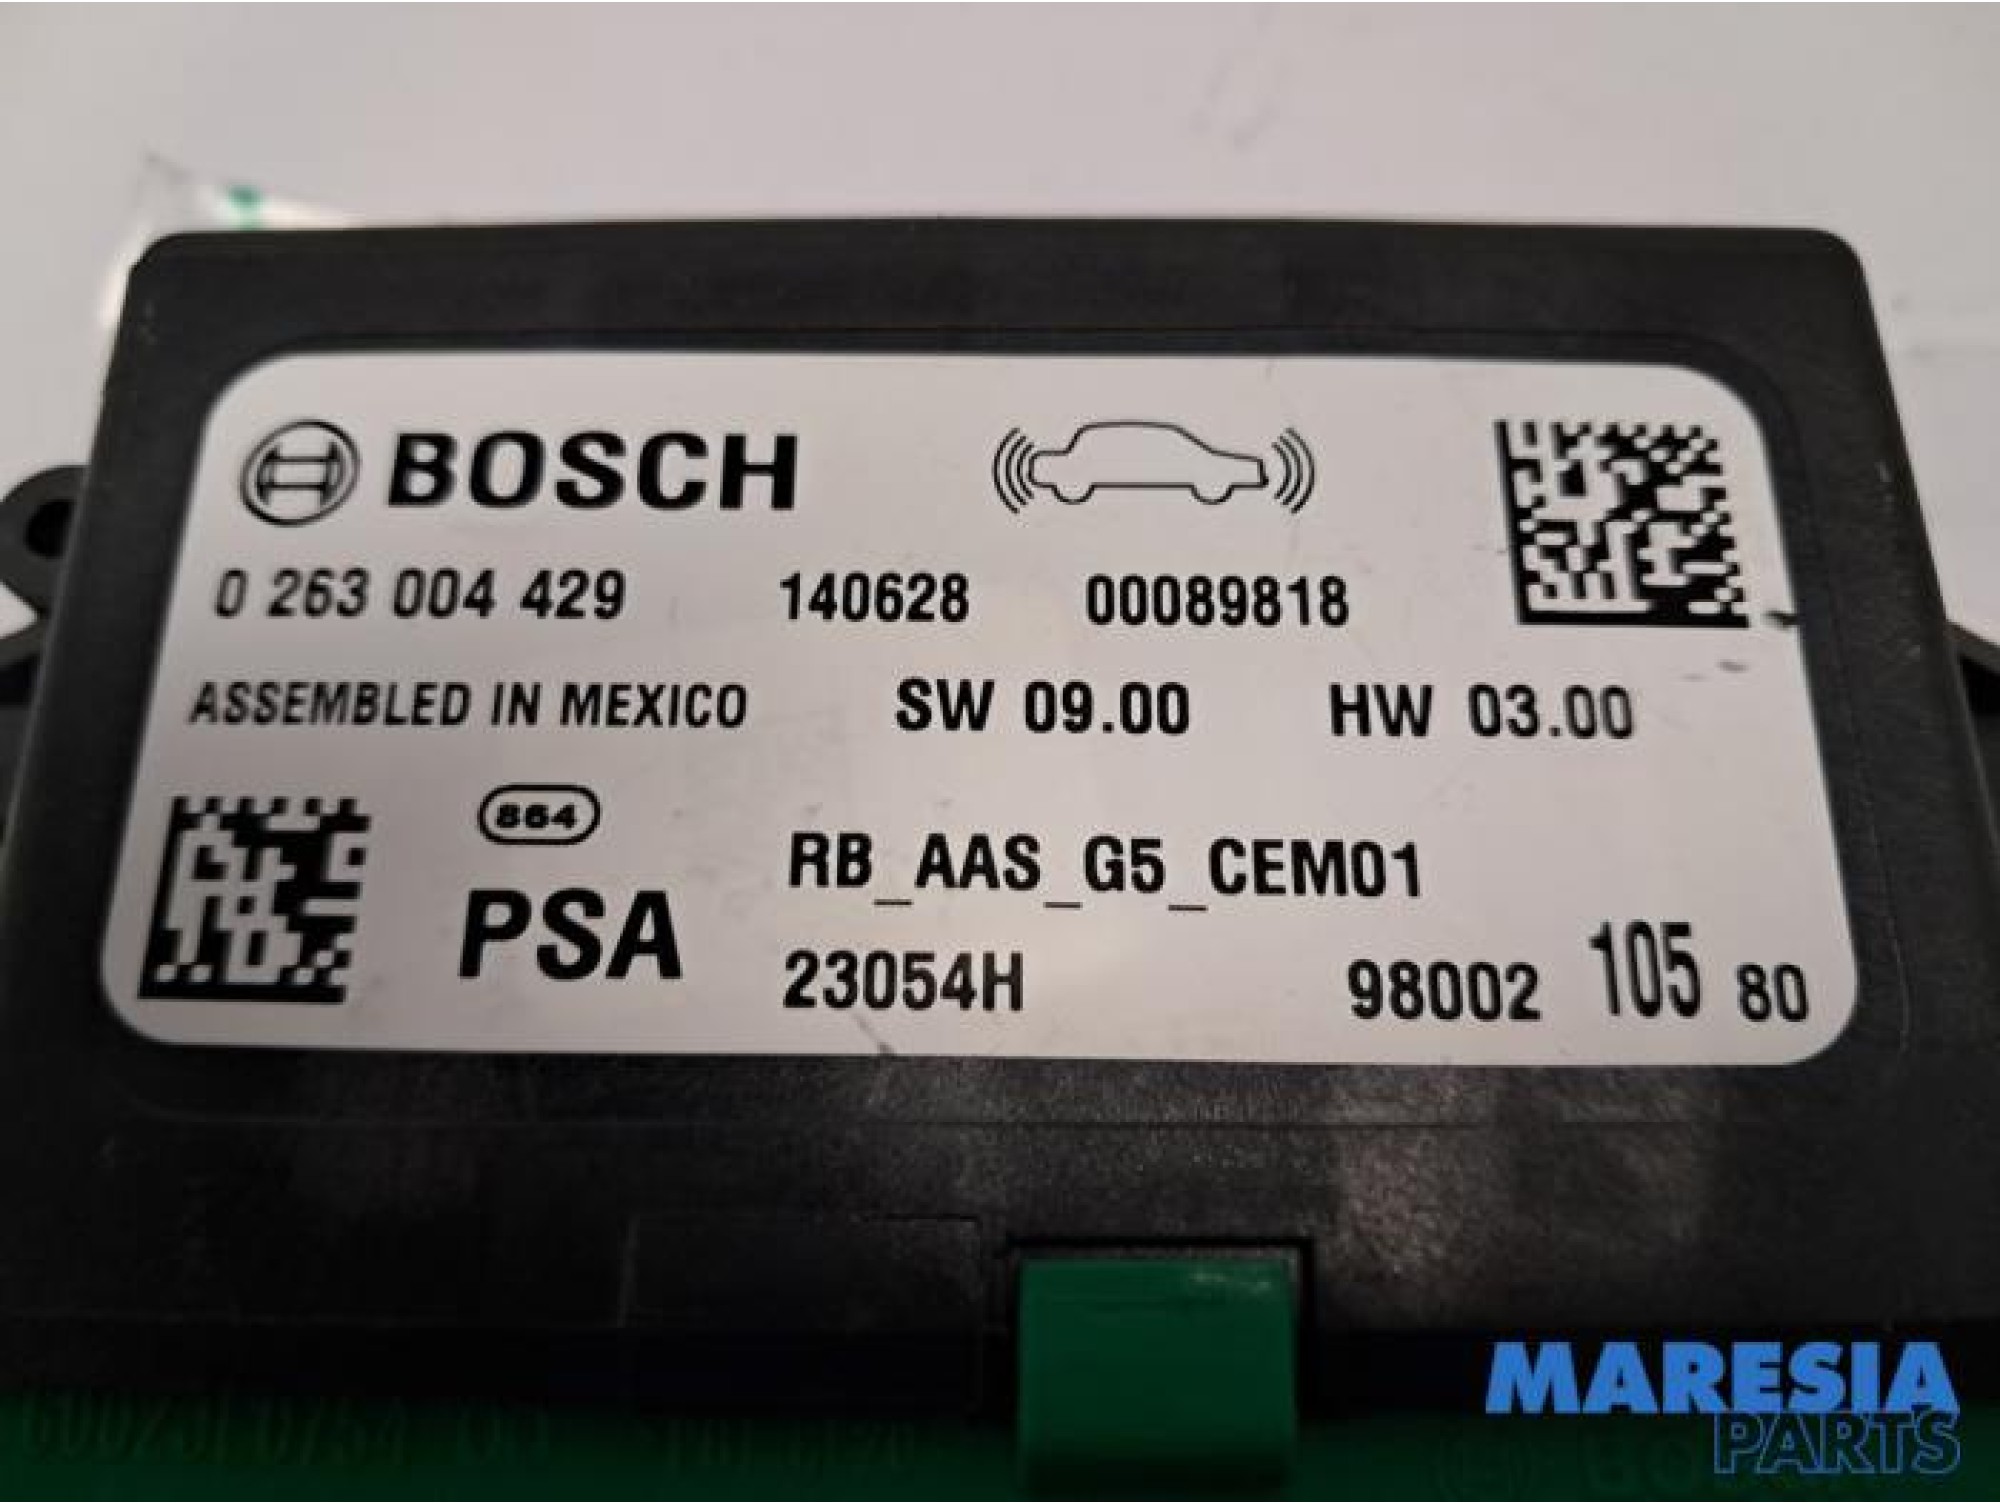 BOSCH
0 263 004 429 140628 00089818
ASSEMBLED IN MEXICO SW 09.00 HW 03.00
864
RB_AAS_G5_CEM01
PSA
23054H 98002 105 80
MARESIA
PARTS